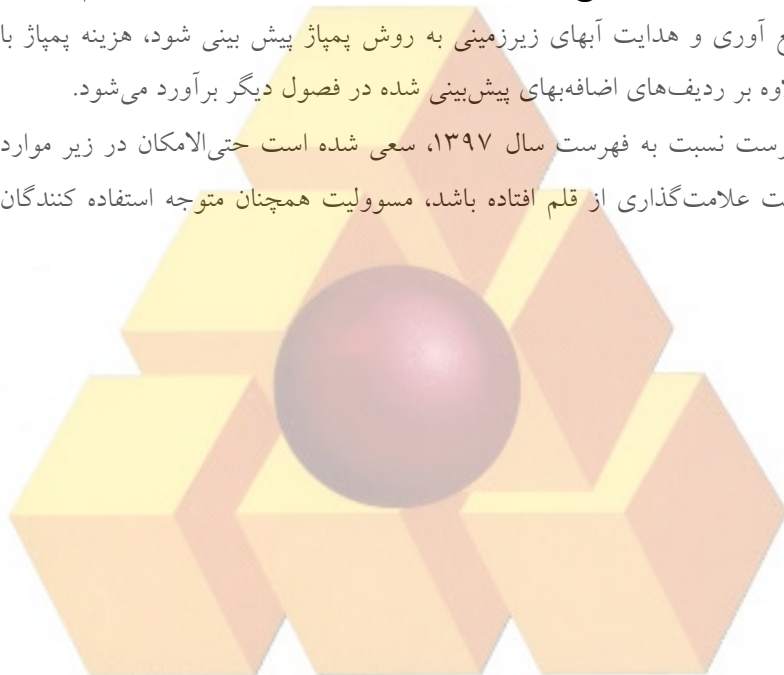 آوری و هدایت آبهای زیرزمینی به روش پمپاژ پیش بینی شود، هزینه پمپاژ با
بر ردیف‌های اضافه‌بهای پیش‌بینی شده در فصول دیگر برآورد می‌شود.
نسبت به فهرست سال ۱۳۹۷، سعی شده است حتی‌الامکان در زیر موارد
علامت‌گذاری از قلم افتاده باشد، مسوولیت همچنان متوجه استفاده کنندگان